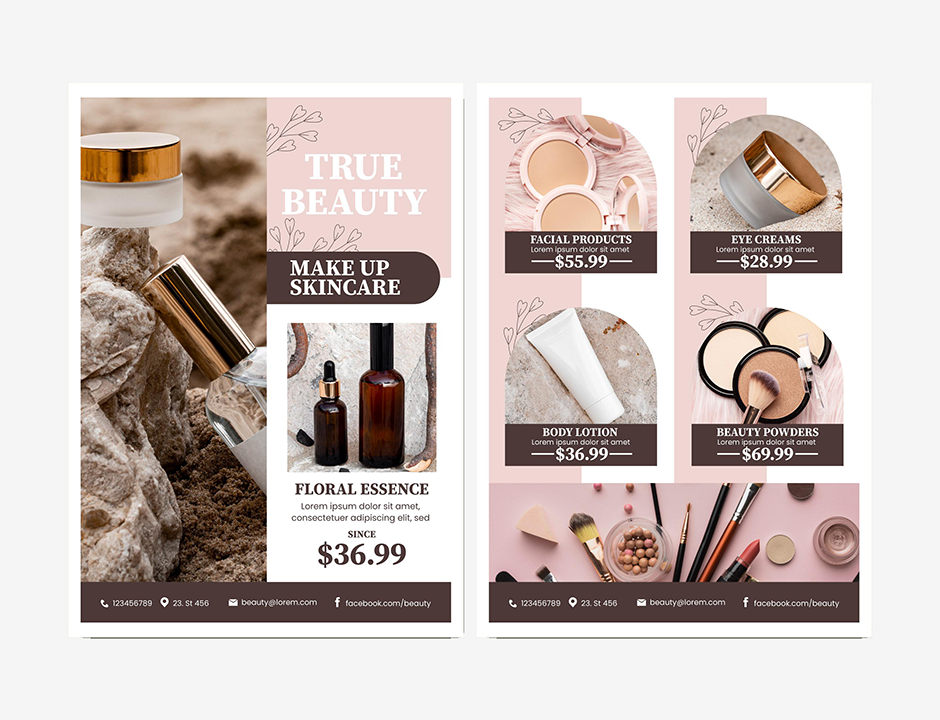 TRUE
BEAUTY
MAKE UP
SKINCARE
FLORAL ESSENCE
Lorem ipsum dolor sit amet,
consectetuer adipiscing elit, sed
SINCE
$36.99
123456789 23. St 456 beauty@lorem.com facebook.com/beauty
FACIAL PRODUCTS
Lorem ipsum dolor sit amet
$55.99
EYE CREAMS
Lorem ipsum dolor sit amet
$28.99
BODY LOTION
Lorem ipsum dolor sit amet
$36.99
BEAUTY POWDERS
Lorem ipsum dolor sit amet
$69.99
123456789 23. St 456 beauty@lorem.com facebook.com/beauty